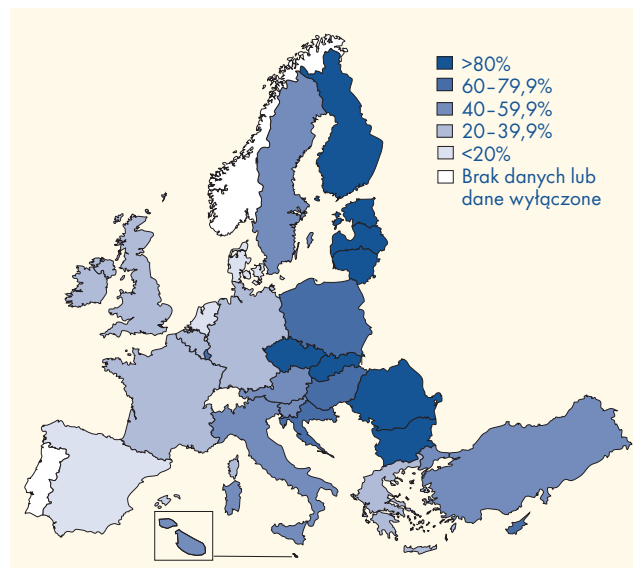 >80%
60–79,9%
40–59,9%
20–39,9%
<20%
Brak danych lub
dane wyłączone